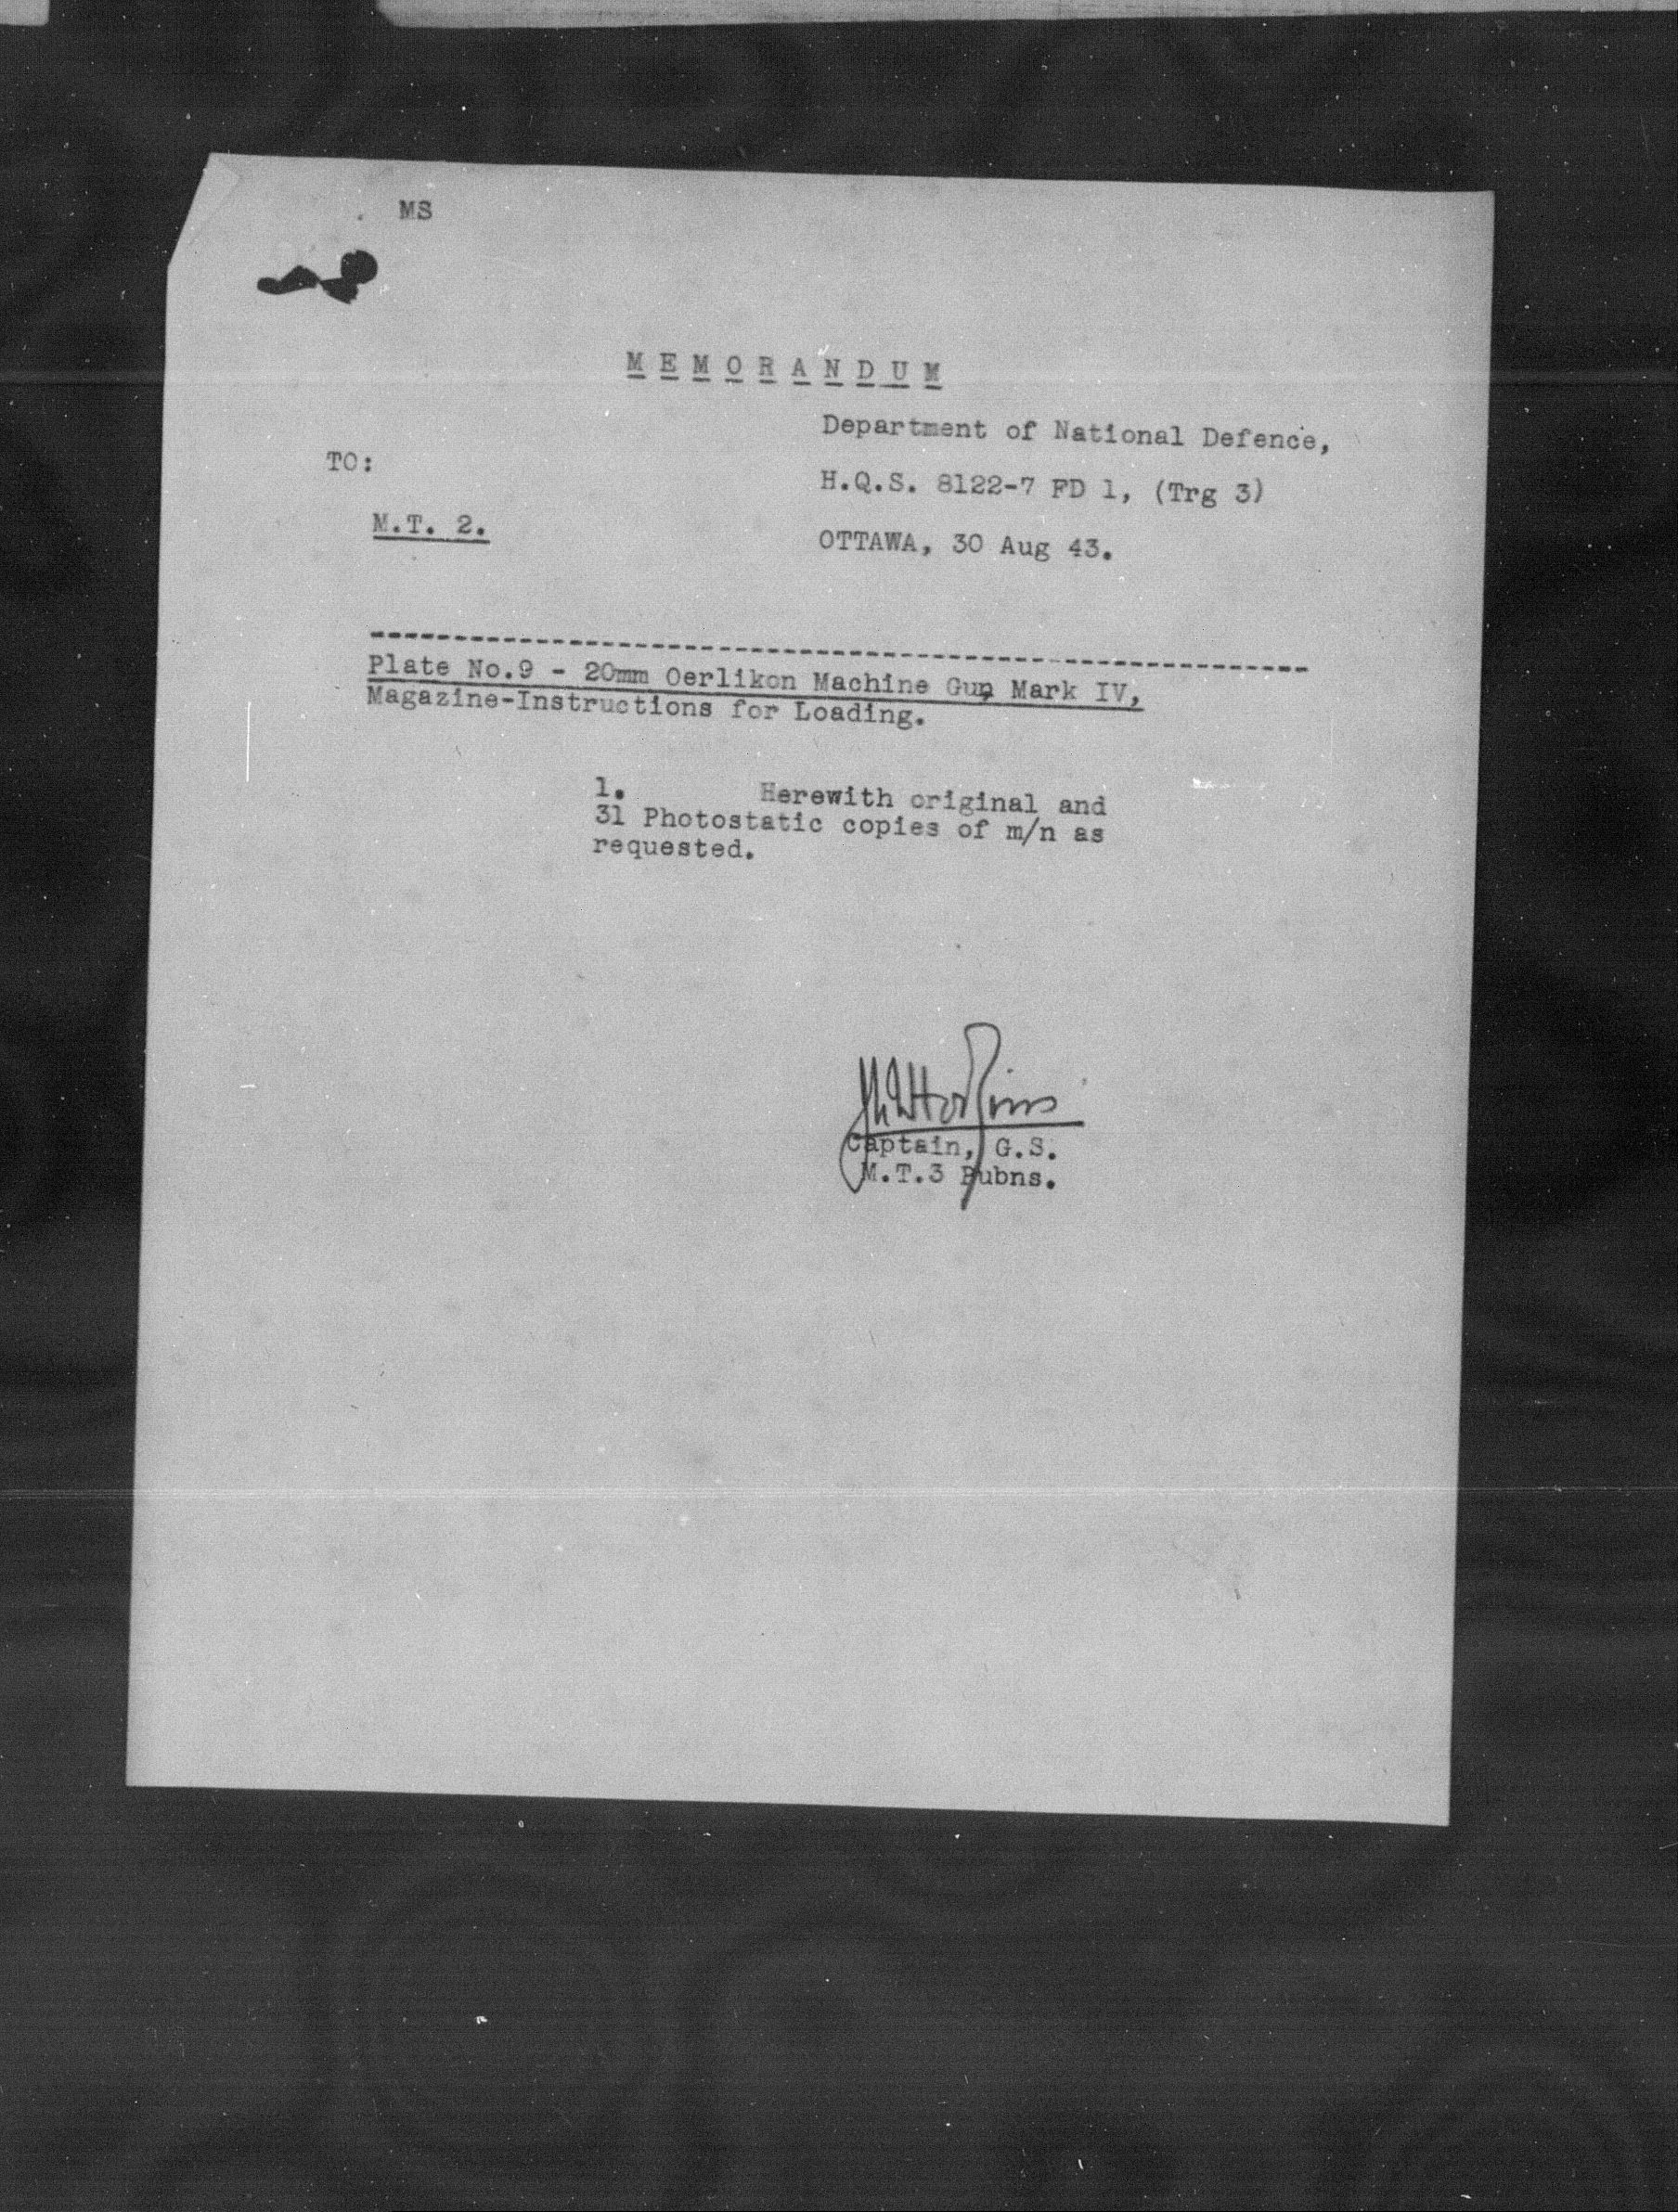 MS
MEMORANDUM
Department of National Defence,
TO:
H.Q.S. 8122-7 FD 1, (Trg 3)
M.T. 2.
OTTAWA, 30 Aug 43.
Plate No.9 - 20mm Oerlikon Machine Gun, Mark IV,
Magazine-Instructions for Loading.
1. Herewith original and
31 Photostatic copies of m/n as
requested.
Captain, G.S.
M.T.3 Pubns.